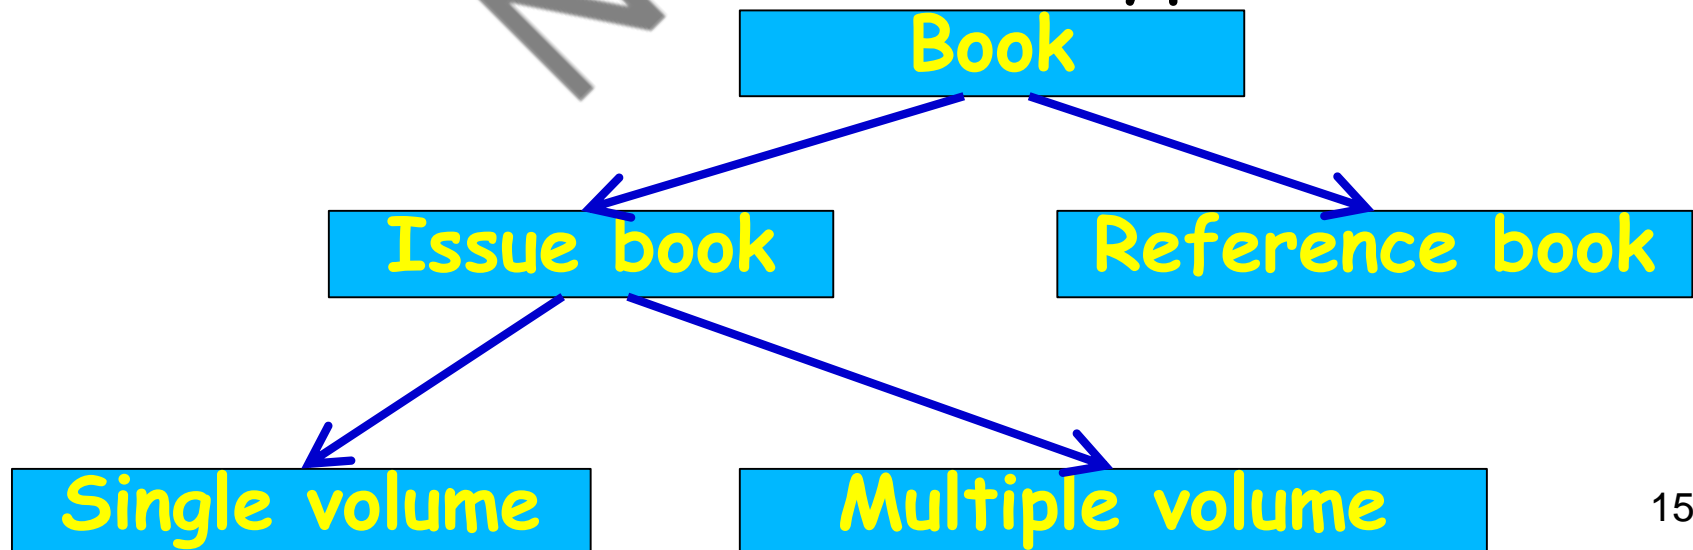 Book
Issue book
Reference book
Single volume
Multiple volume
15